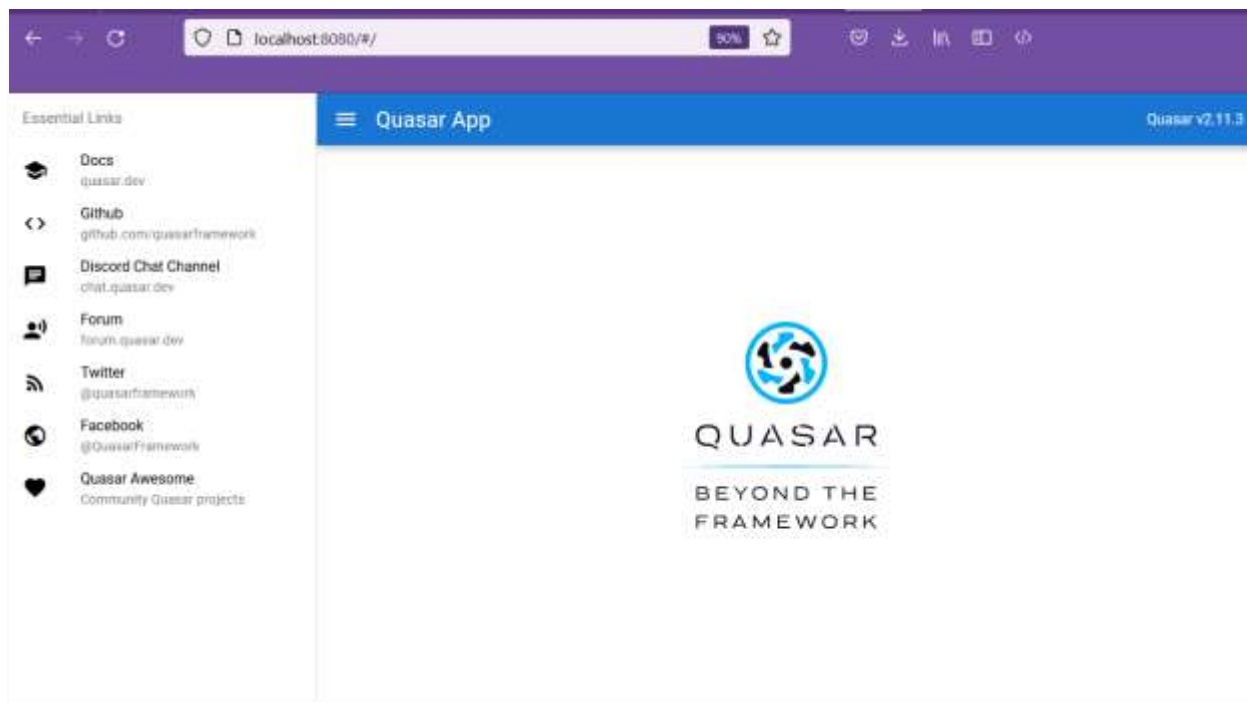 localhost:8080/#/
90%
Essential Links
Quasar App
Quasar v2.11.3
Docs
quasar.dev
Github
github.com/quasarframework
Discord Chat Channel
chat.quasar.dev
Forum
forum.quasar.dev
Twitter
@quasarframework
Facebook
@QuasarFramework
Quasar Awesome
Community Quasar projects
QUASAR
BEYOND THE
FRAMEWORK